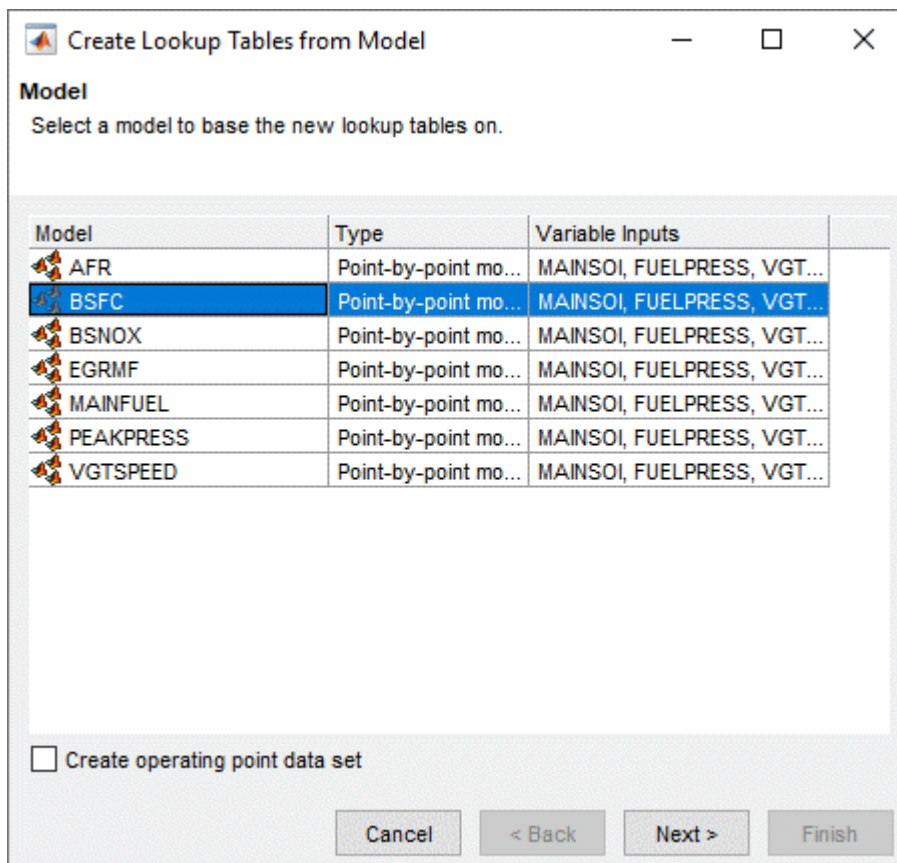 Create Lookup Tables from Model
Model
Select a model to base the new lookup tables on.
Model Type Variable Inputs
AFR Point-by-point mo... MAINSOI, FUELPRESS, VGT...
BSFC Point-by-point mo... MAINSOI, FUELPRESS, VGT...
BSNOX Point-by-point mo... MAINSOI, FUELPRESS, VGT...
EGRMF Point-by-point mo... MAINSOI, FUELPRESS, VGT...
MAINFUEL Point-by-point mo... MAINSOI, FUELPRESS, VGT...
PEAKPRESS Point-by-point mo... MAINSOI, FUELPRESS, VGT...
VGTSPEED Point-by-point mo... MAINSOI, FUELPRESS, VGT...
Create operating point data set
Cancel < Back Next > Finish